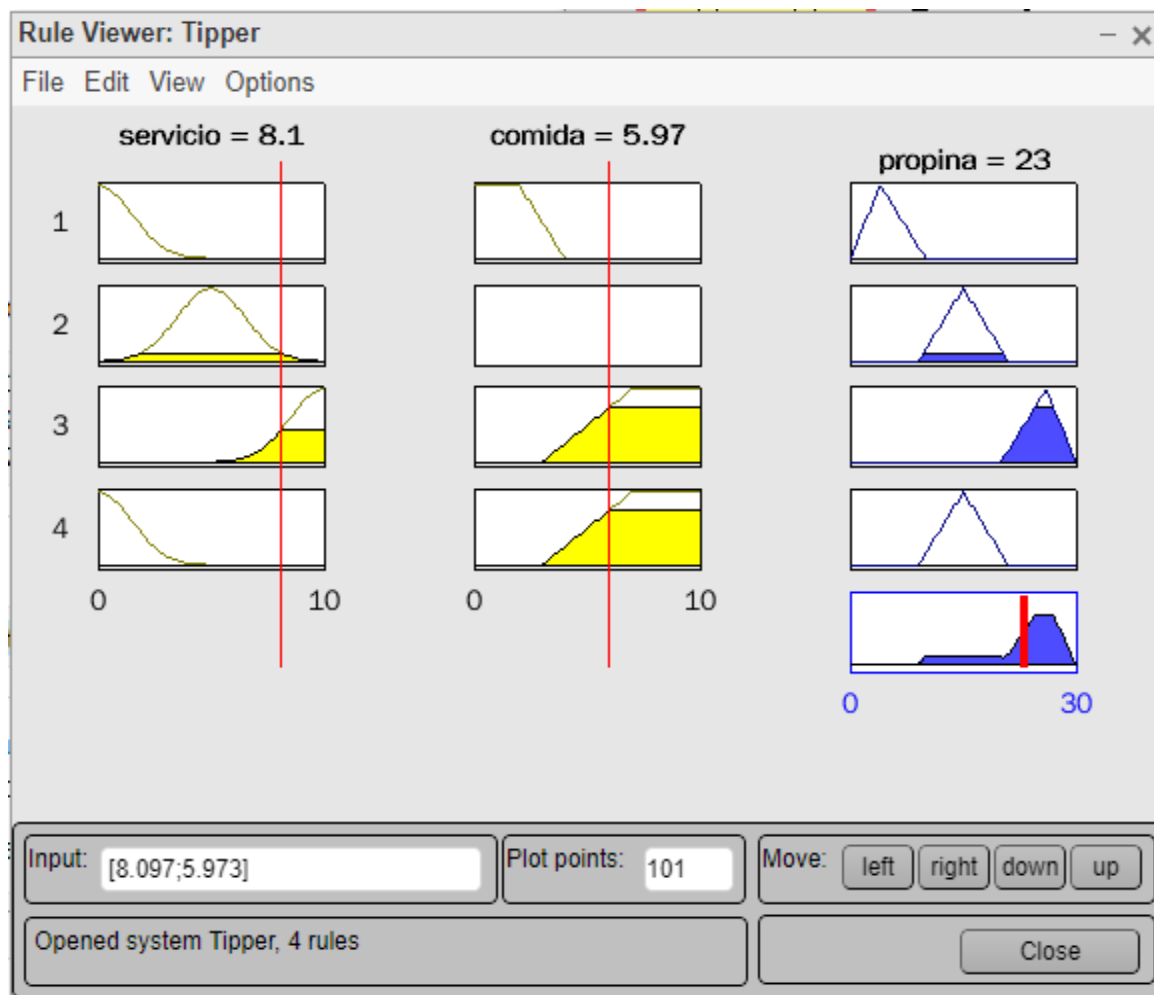 Rule Viewer: Tipper
File Edit View Options
servicio = 8.1
comida = 5.97
propina = 23
1
2
3
4
0 10
0 10
0 30
Input: [8.097;5.973]
Plot points: 101
Move: left right down up
Opened system Tipper, 4 rules
Close